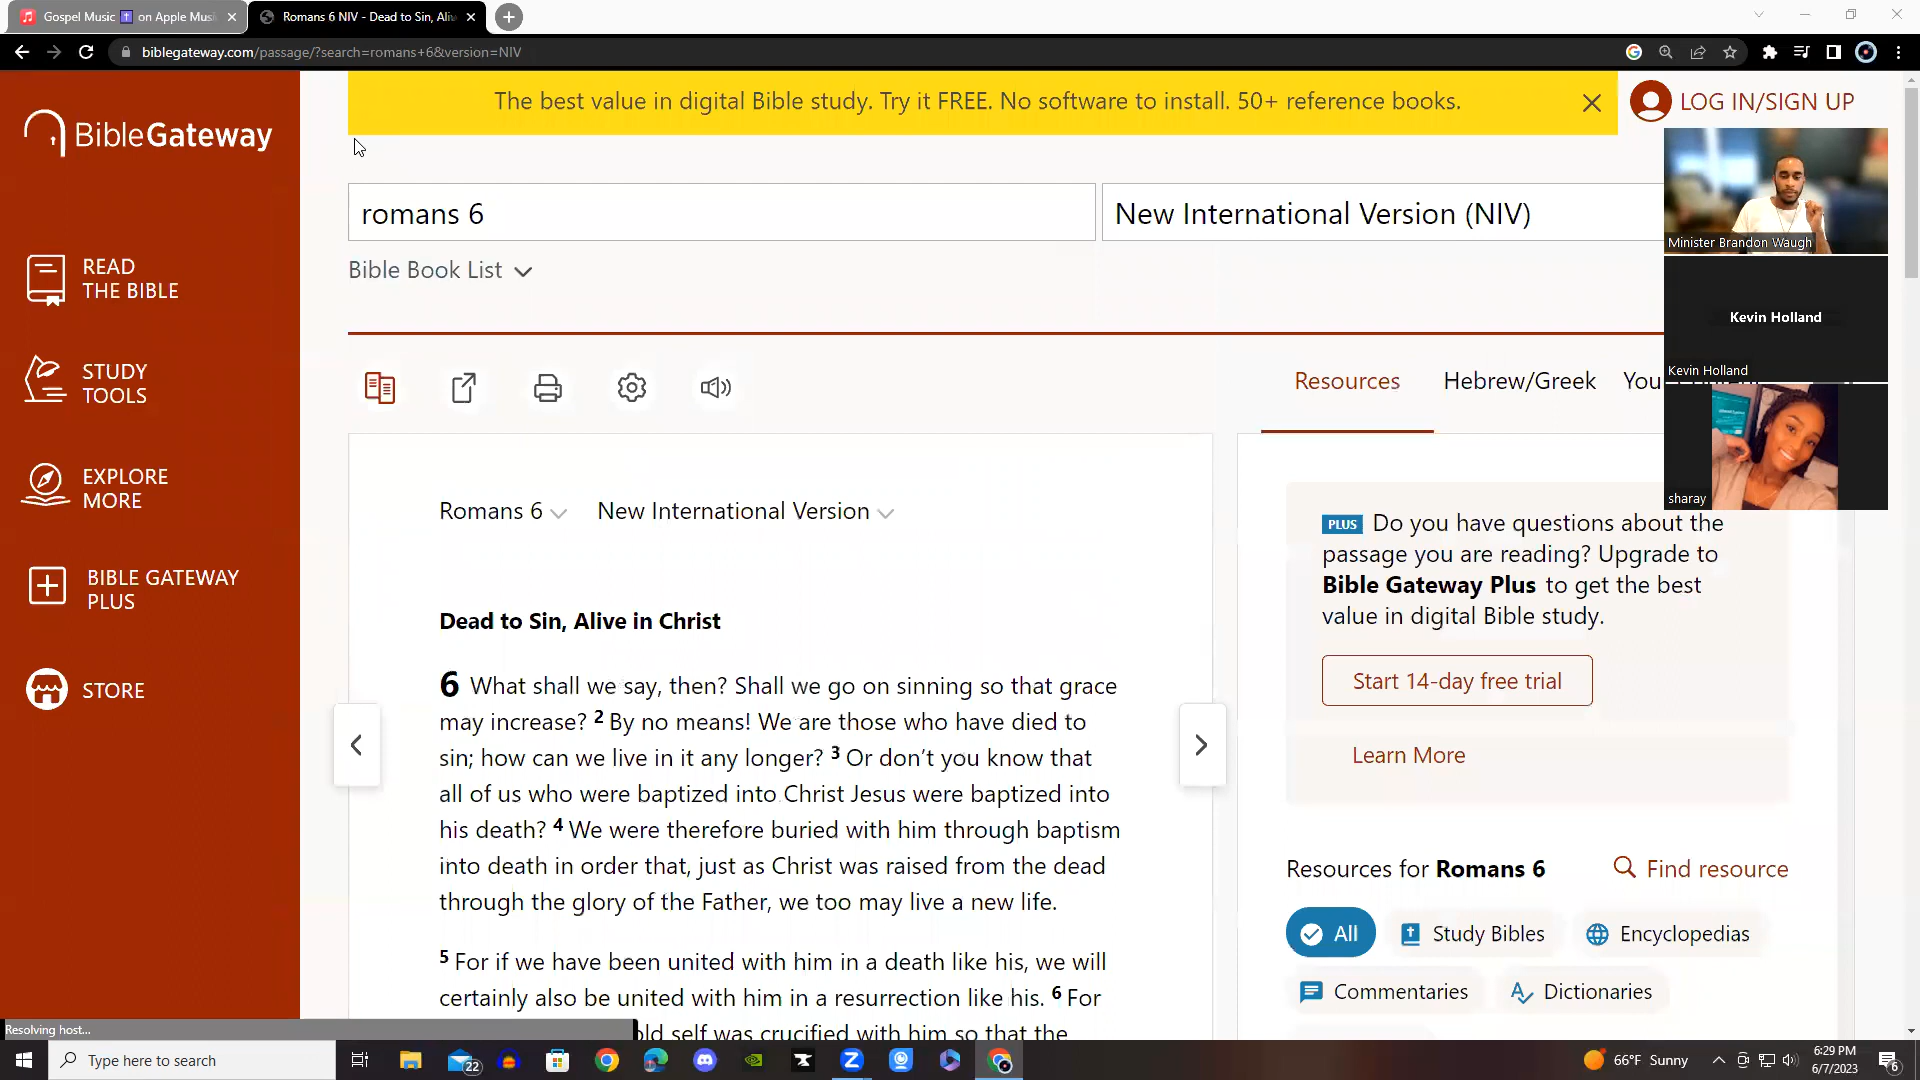 Gospel Music ✝ on Apple Musi
Romans 6 NIV - Dead to Sin, Aliv
biblegateway.com/passage/?search=romans+6&version=NIV
The best value in digital Bible study. Try it FREE. No software to install. 50+ reference books.
LOG IN/SIGN UP
BibleGateway
READ
THE BIBLE
STUDY
TOOLS
EXPLORE
MORE
BIBLE GATEWAY
PLUS
STORE
romans 6
New International Version (NIV)
Bible Book List
Minister Brandon Waugh
Kevin Holland
Kevin Holland
sharay
Resources
Hebrew/Greek
You
Romans 6
New International Version
Dead to Sin, Alive in Christ
6 What shall we say, then? Shall we go on sinning so that grace
may increase? 2 By no means! We are those who have died to
sin; how can we live in it any longer? 3 Or don’t you know that
all of us who were baptized into Christ Jesus were baptized into
his death? 4 We were therefore buried with him through baptism
into death in order that, just as Christ was raised from the dead
through the glory of the Father, we too may live a new life.
5 For if we have been united with him in a death like his, we will
certainly also be united with him in a resurrection like his. 6 For
old self was crucified with him so that the
PLUS Do you have questions about the
passage you are reading? Upgrade to
Bible Gateway Plus to get the best
value in digital Bible study.
Start 14-day free trial
Learn More
Resources for Romans 6
Find resource
All
Study Bibles
Encyclopedias
Commentaries
Dictionaries
Resolving host...
Type here to search
22
66°F Sunny
6:29 PM
6/7/2023
6